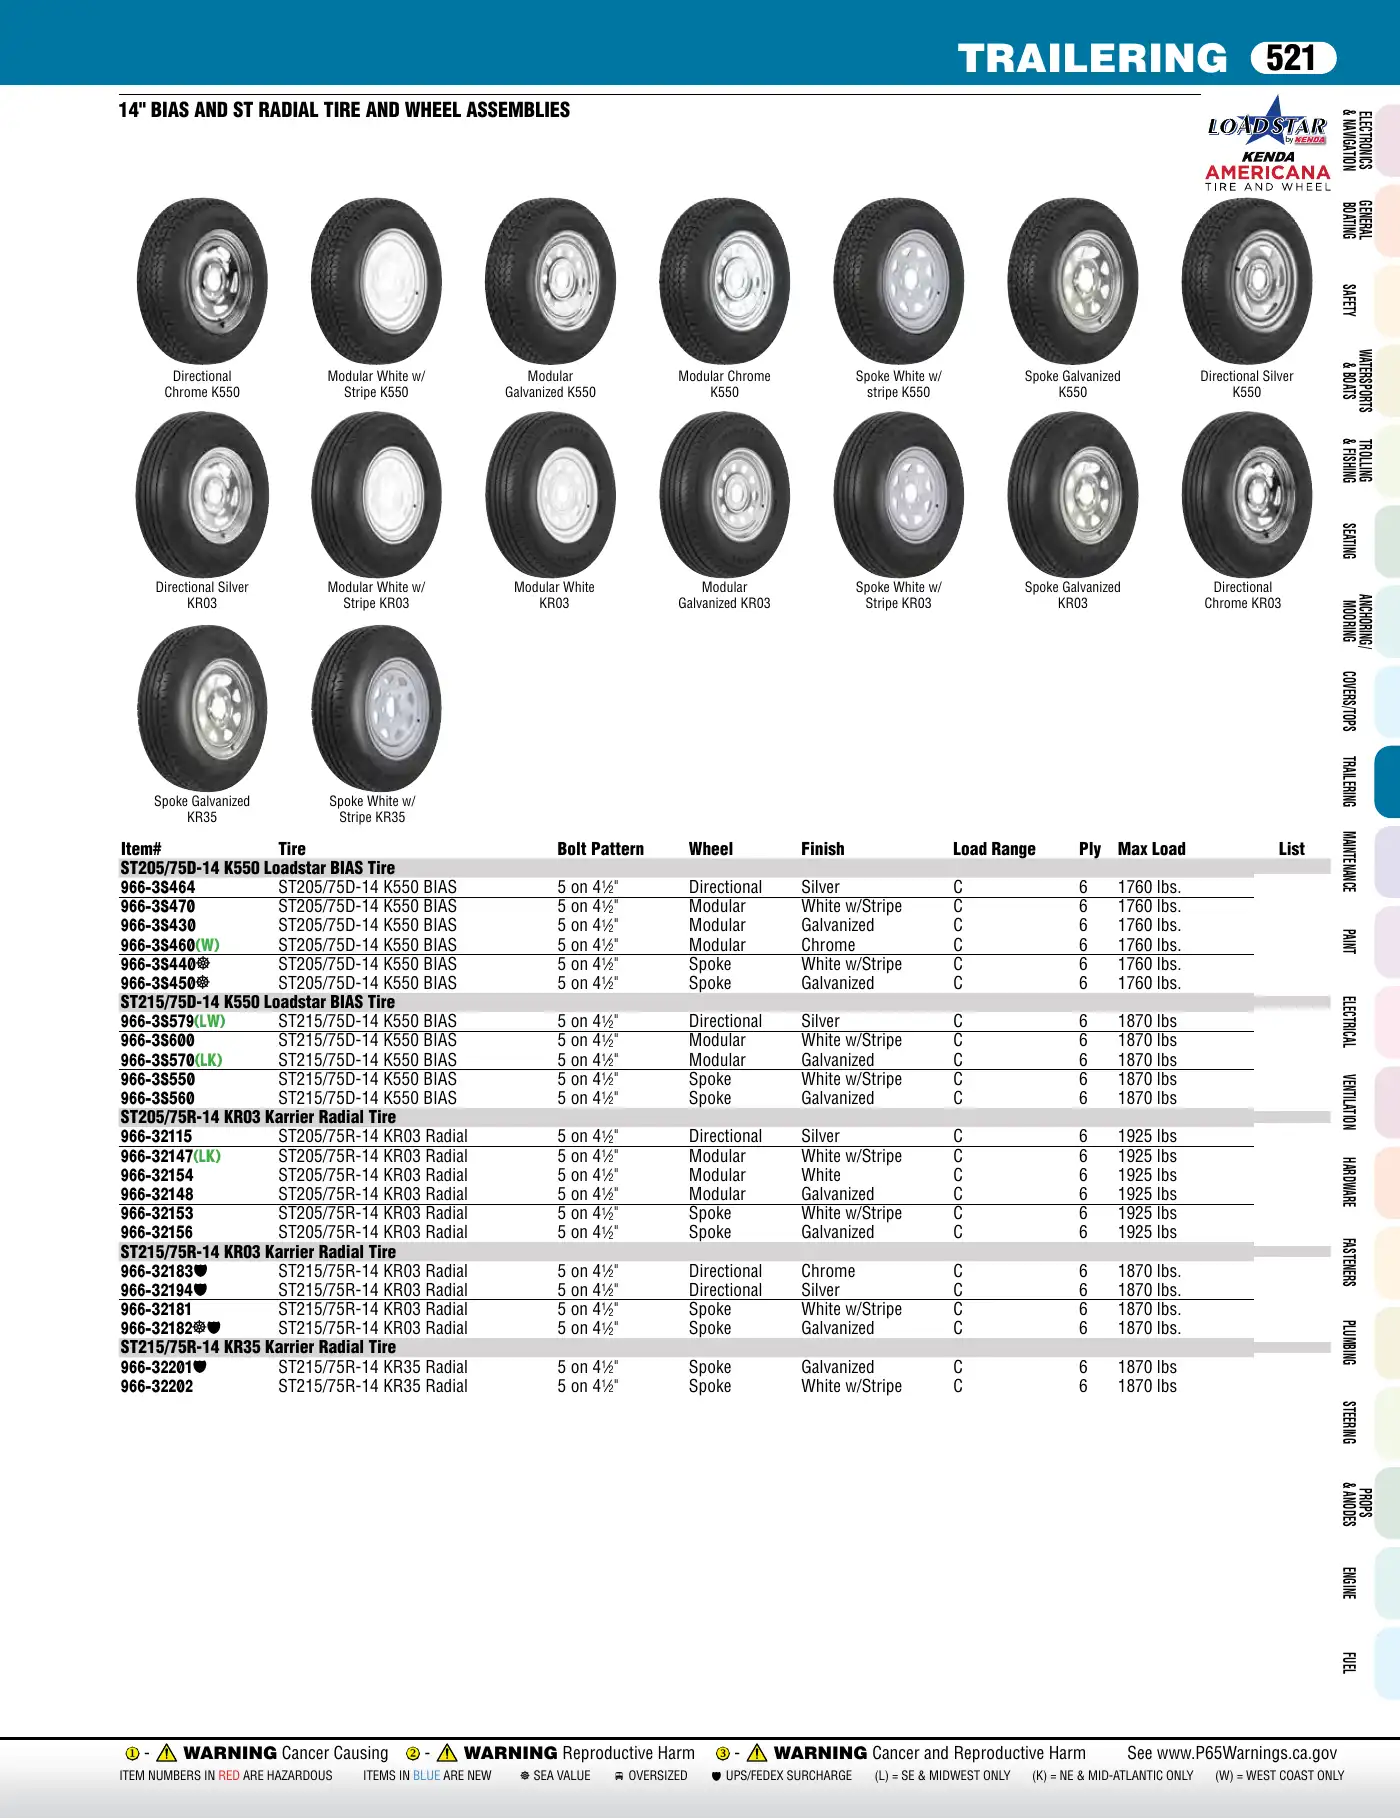 TRAILERING 521
14" BIAS AND ST RADIAL TIRE AND WHEEL ASSEMBLIES
LOADSTAR
by KENDA
KENDA
AMERICANA
TIRE AND WHEEL
Directional
Chrome K550
Modular White w/
Stripe K550
Modular
Galvanized K550
Modular Chrome
K550
Spoke White w/
stripe K550
Spoke Galvanized
K550
Directional Silver
K550
Directional Silver
KR03
Modular White w/
Stripe KR03
Modular White
KR03
Modular
Galvanized KR03
Spoke White w/
Stripe KR03
Spoke Galvanized
KR03
Directional
Chrome KR03
Spoke Galvanized
KR35
Spoke White w/
Stripe KR35
Item# Tire Bolt Pattern Wheel Finish Load Range Ply Max Load List
ST205/75D-14 K550 Loadstar BIAS Tire
966-3S464 ST205/75D-14 K550 BIAS 5 on 4½" Directional Silver C 6 1760 lbs.
966-3S470 ST205/75D-14 K550 BIAS 5 on 4½" Modular White w/Stripe C 6 1760 lbs.
966-3S430 ST205/75D-14 K550 BIAS 5 on 4½" Modular Galvanized C 6 1760 lbs.
966-3S460(W) ST205/75D-14 K550 BIAS 5 on 4½" Modular Chrome C 6 1760 lbs.
966-3S440 ST205/75D-14 K550 BIAS 5 on 4½" Spoke White w/Stripe C 6 1760 lbs.
966-3S450 ST205/75D-14 K550 BIAS 5 on 4½" Spoke Galvanized C 6 1760 lbs.
ST215/75D-14 K550 Loadstar BIAS Tire
966-3S579(LW) ST215/75D-14 K550 BIAS 5 on 4½" Directional Silver C 6 1870 lbs
966-3S600 ST215/75D-14 K550 BIAS 5 on 4½" Modular White w/Stripe C 6 1870 lbs
966-3S570(LK) ST215/75D-14 K550 BIAS 5 on 4½" Modular Galvanized C 6 1870 lbs
966-3S550 ST215/75D-14 K550 BIAS 5 on 4½" Spoke White w/Stripe C 6 1870 lbs
966-3S560 ST215/75D-14 K550 BIAS 5 on 4½" Spoke Galvanized C 6 1870 lbs
ST205/75R-14 KR03 Karrier Radial Tire
966-32115 ST205/75R-14 KR03 Radial 5 on 4½" Directional Silver C 6 1925 lbs
966-32147(LK) ST205/75R-14 KR03 Radial 5 on 4½" Modular White w/Stripe C 6 1925 lbs
966-32154 ST205/75R-14 KR03 Radial 5 on 4½" Modular White C 6 1925 lbs
966-32148 ST205/75R-14 KR03 Radial 5 on 4½" Modular Galvanized C 6 1925 lbs
966-32153 ST205/75R-14 KR03 Radial 5 on 4½" Spoke White w/Stripe C 6 1925 lbs
966-32156 ST205/75R-14 KR03 Radial 5 on 4½" Spoke Galvanized C 6 1925 lbs
ST215/75R-14 KR03 Karrier Radial Tire
966-32183 ST215/75R-14 KR03 Radial 5 on 4½" Directional Chrome C 6 1870 lbs.
966-32194 ST215/75R-14 KR03 Radial 5 on 4½" Directional Silver C 6 1870 lbs.
966-32181 ST215/75R-14 KR03 Radial 5 on 4½" Spoke White w/Stripe C 6 1870 lbs.
966-32182 ST215/75R-14 KR03 Radial 5 on 4½" Spoke Galvanized C 6 1870 lbs.
ST215/75R-14 KR35 Karrier Radial Tire
966-32201 ST215/75R-14 KR35 Radial 5 on 4½" Spoke Galvanized C 6 1870 lbs
966-32202 ST215/75R-14 KR35 Radial 5 on 4½" Spoke White w/Stripe C 6 1870 lbs
ELECTRONICS
& NAVIGATION
GENERAL
BOATING
SAFETY
WATERSPORTS
& BOATS
TROLLING
& FISHING
SEATING
ANCHORING/
MOORING
COVERS/TOPS
TRAILERING
MAINTENANCE
PAINT
ELECTRICAL
VENTILATION
HARDWARE
FASTENERS
PLUMBING
STEERING
PROPS
& ANODES
ENGINE
FUEL
1 - WARNING Cancer Causing 2 - WARNING Reproductive Harm 3 - WARNING Cancer and Reproductive Harm See www.P65Warnings.ca.gov
ITEM NUMBERS IN RED ARE HAZARDOUS ITEMS IN BLUE ARE NEW SEA VALUE OVERSIZED UPS/FEDEX SURCHARGE (L) = SE & MIDWEST ONLY (K) = NE & MID-ATLANTIC ONLY (W) = WEST COAST ONLY